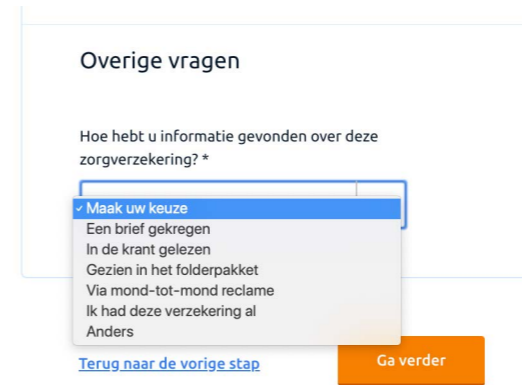 Overige vragen
Hoe hebt u informatie gevonden over deze
zorgverzekering? *
Maak uw keuze
Een brief gekregen
In de krant gelezen
Gezien in het folderpakket
Via mond-tot-mond reclame
Ik had deze verzekering al
Anders
Terug naar de vorige stap
Ga verder